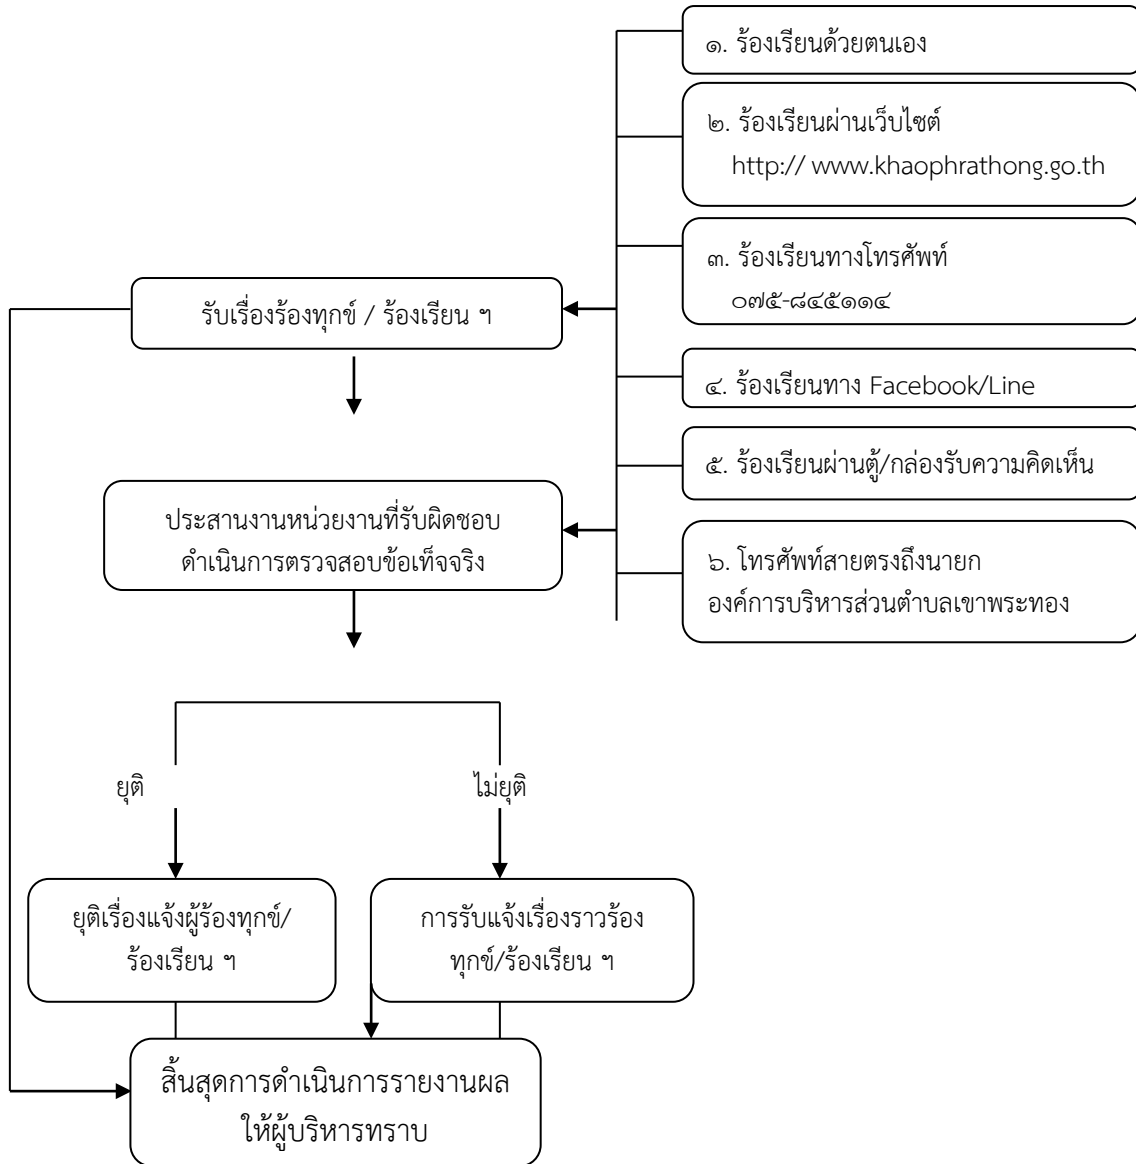 ๑. ร้องเรียนด้วยตนเอง
๒. ร้องเรียนผ่านเว็บไซต์
http:// www.khaophrathong.go.th
๓. ร้องเรียนทางโทรศัพท์
๐๗๕-๘๔๕๑๑๔
๔. ร้องเรียนทาง Facebook/Line
๕. ร้องเรียนผ่านตู้/กล่องรับความคิดเห็น
๖. โทรศัพท์สายตรงถึงนายก
องค์การบริหารส่วนตำบลเขาพระทอง
รับเรื่องร้องทุกข์ / ร้องเรียน ฯ
ประสานงานหน่วยงานที่รับผิดชอบ
ดำเนินการตรวจสอบข้อเท็จจริง
ยุติ
ไม่ยุติ
ยุติเรื่องแจ้งผู้ร้องทุกข์/
ร้องเรียน ฯ
การรับแจ้งเรื่องราวร้อง
ทุกข์/ร้องเรียน ฯ
สิ้นสุดการดำเนินการรายงานผล
ให้ผู้บริหารทราบ